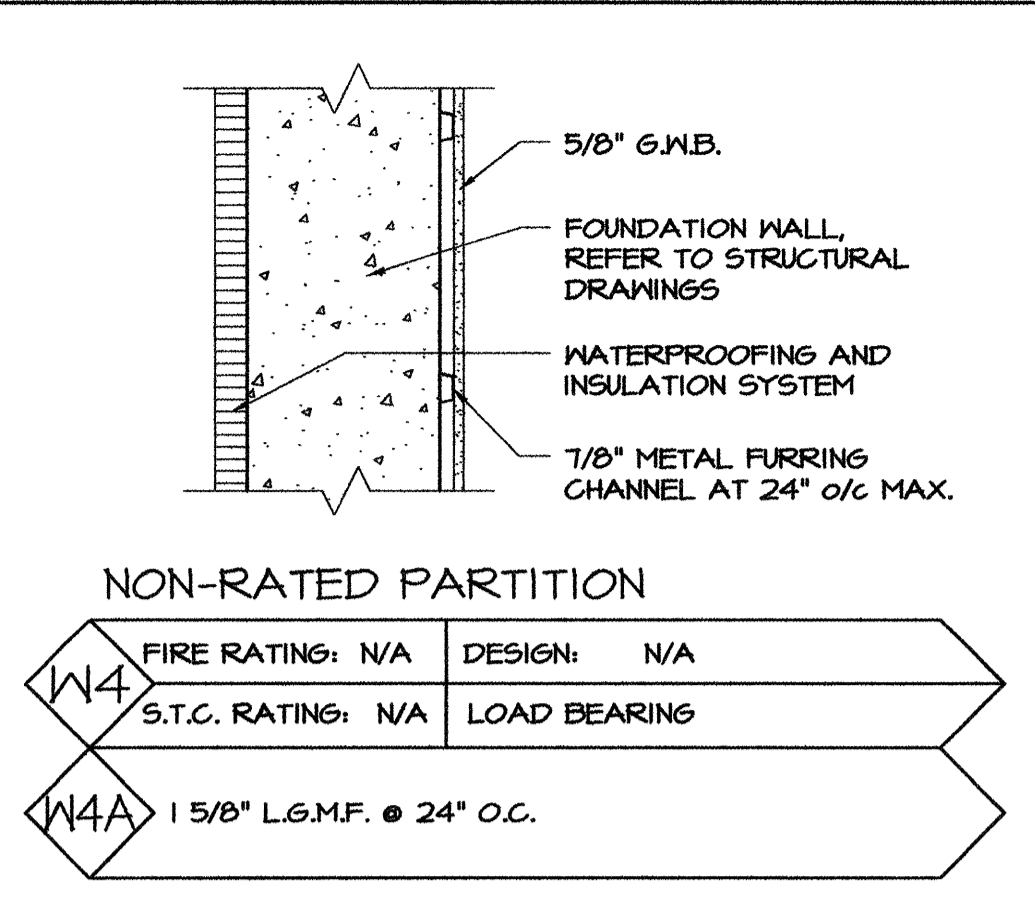 5/8" G.W.B.
FOUNDATION WALL,
REFER TO STRUCTURAL
DRAWINGS
WATERPROOFING AND
INSULATION SYSTEM
7/8" METAL FURRING
CHANNEL AT 24" o/c MAX.
NON-RATED PARTITION
W4
FIRE RATING: N/A
DESIGN: N/A
S.T.C. RATING: N/A
LOAD BEARING
W4A
1 5/8" L.G.M.F. @ 24" O.C.